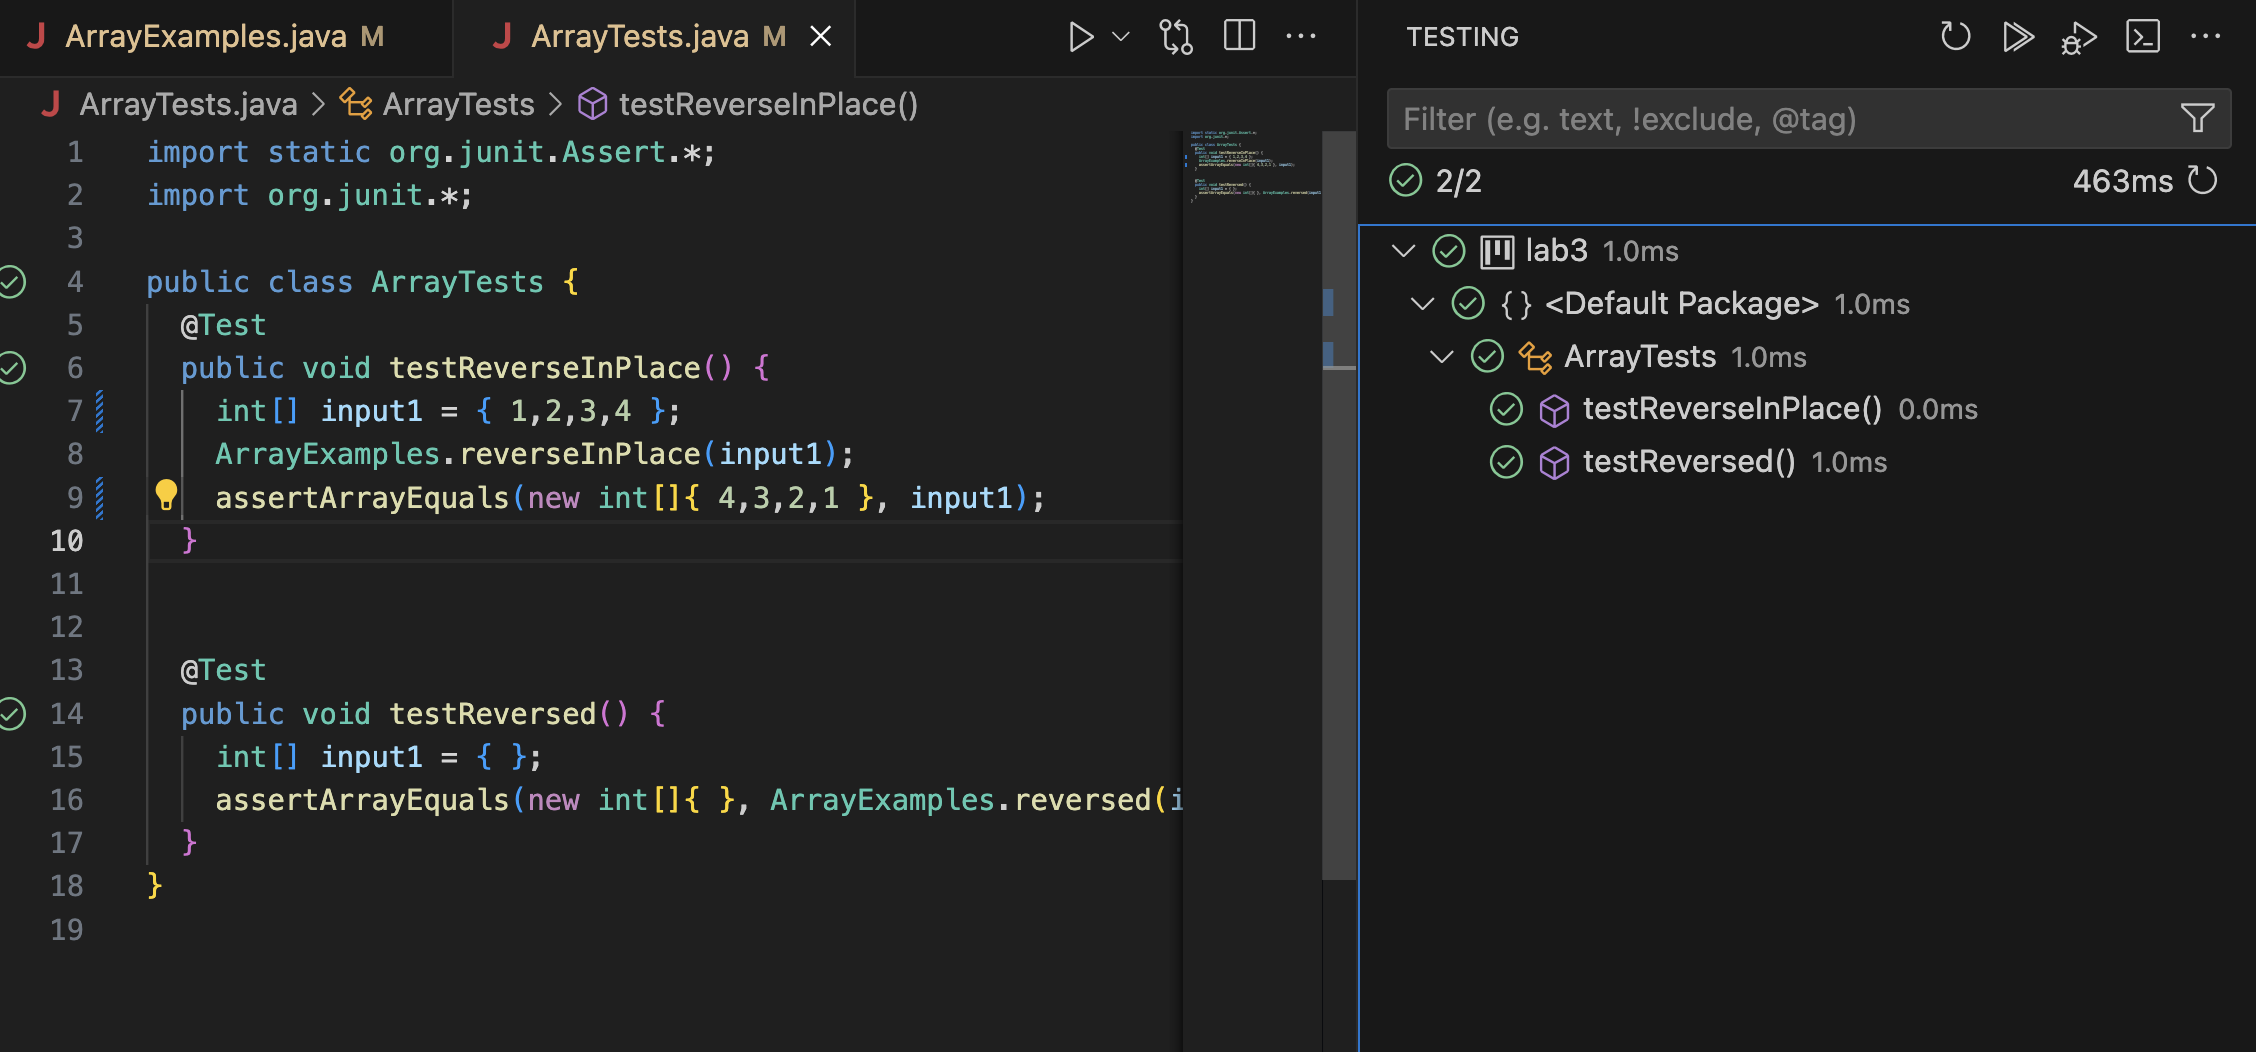 ArrayExamples.java M
ArrayTests.java M
ArrayTests.java > ArrayTests > testReverseInPlace()
1 import static org.junit.Assert.*;
2 import org.junit.*;
3
4 public class ArrayTests {
5 @Test
6 public void testReverseInPlace() {
7 int[] input1 = { 1,2,3,4 };
8 ArrayExamples.reverseInPlace(input1);
9 assertArrayEquals(new int[]{ 4,3,2,1 }, input1);
10 }
11
12
13 @Test
14 public void testReversed() {
15 int[] input1 = { };
16 assertArrayEquals(new int[]{ }, ArrayExamples.reversed(i
17 }
18 }
19
TESTING
Filter (e.g. text, !exclude, @tag)
2/2 463ms
lab3 1.0ms
{} <Default Package> 1.0ms
ArrayTests 1.0ms
testReverseInPlace() 0.0ms
testReversed() 1.0ms